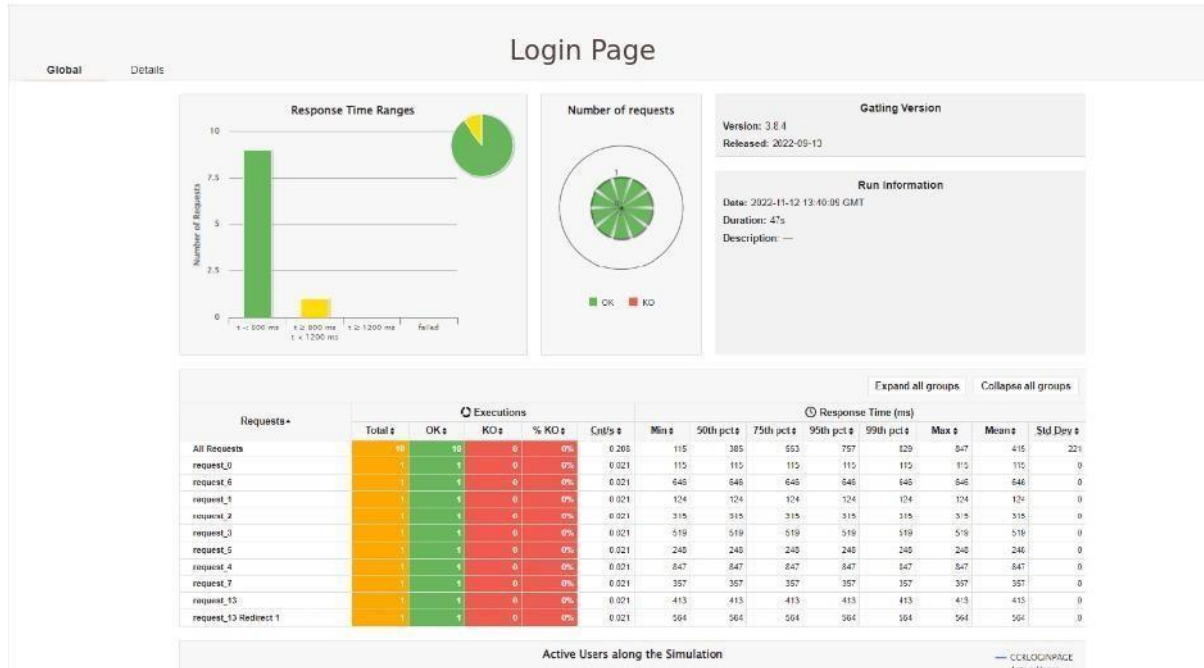 Login Page
Global Details
Response Time Ranges
Number of Requests
10
7.5
5
2.5
0
t < 800 ms
t ≥ 800 ms
t < 1200 ms
t ≥ 1200 ms
failed
Number of requests
1
0
OK KO
Gatling Version
Version: 3.8.4
Released: 2022-09-13
Run Information
Date: 2022-11-12 13:40:09 GMT
Duration: 47s
Description: —
Expand all groups Collapse all groups
Requests Executions Response Time (ms)
Total OK KO % KO Cnt/s Min 50th pct 75th pct 95th pct 99th pct Max Mean Std Dev
All Requests 10 10 0 0% 0.208 115 385 553 757 829 847 415 221
request_0 1 1 0 0% 0.021 115 115 115 115 115 115 115 0
request_6 1 1 0 0% 0.021 646 646 646 646 646 646 646 0
request_1 1 1 0 0% 0.021 124 124 124 124 124 124 124 0
request_2 1 1 0 0% 0.021 315 315 315 315 315 315 315 0
request_3 1 1 0 0% 0.021 519 519 519 519 519 519 519 0
request_5 1 1 0 0% 0.021
request_4 1 1 0 0% 0.021 847 847 847 847 847 847 847 0
request_7 1 1 0 0% 0.021 357 357 357 357 357 357 357 0
request_13 1 1 0 0% 0.021 413 413 413 413 413 413 413 0
request_13 Redirect 1 1 1 0 0% 0.021 564 564 564 564 564 564 564 0
Active Users along the Simulation
CCRLOGINPAGE